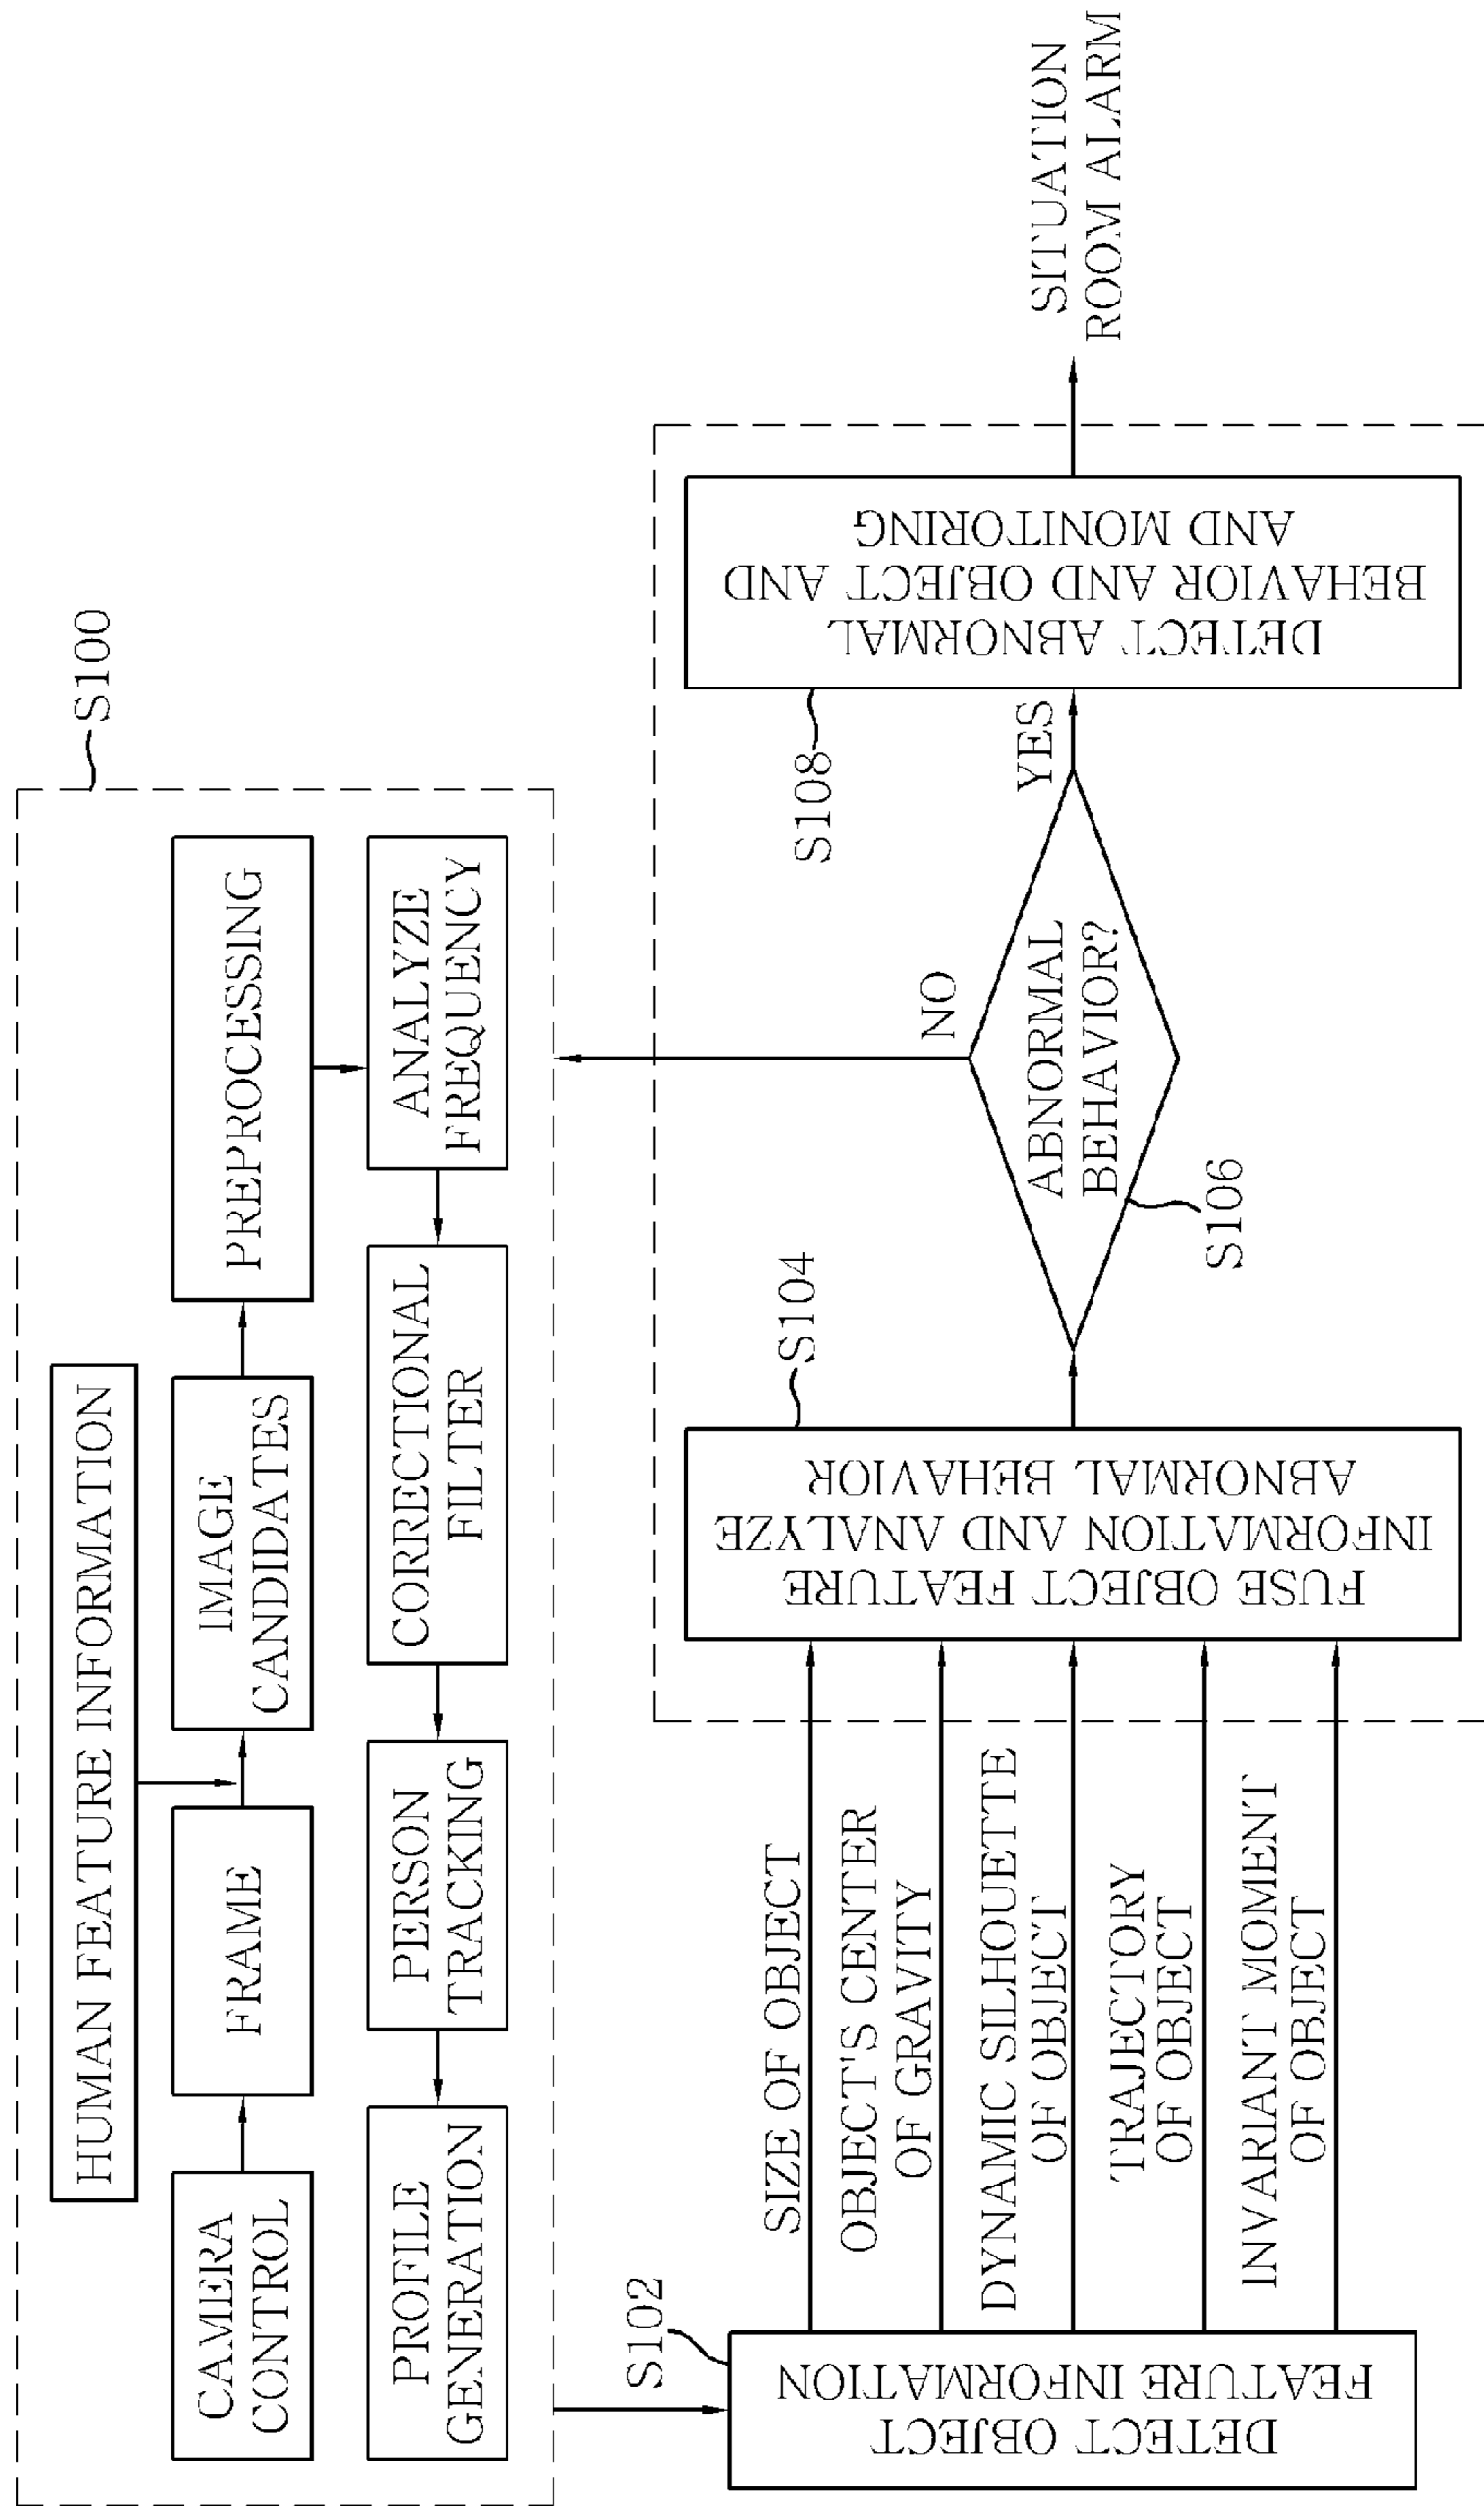 S100
HUMAN FEATURE INFORMATION
CAMERA
CONTROL
FRAME
IMAGE
CANDIDATES
PREPROCESSING
PROFILE
GENERATION
PERSON
TRACKING
CORRECTIONAL
FILTER
ANALYZE
FREQUENCY
S102
DETECT OBJECT
FEATURE INFORMATION
SIZE OF OBJECT
OBJECT'S CENTER
OF GRAVITY
DYNAMIC SILHOUETTE
OF OBJECT
TRAJECTORY
OF OBJECT
INVARIANT MOMENT
OF OBJECT
S104
FUSE OBJECT FEATURE
INFORMATION AND ANALYZE
ABNORMAL BEHAVIOR
NO
ABNORMAL
BEHAVIOR?
S106
YES
S108
DETECT ABNORMAL
BEHAVIOR AND OBJECT AND
AND MONITORING
SITUATION
ROOM ALARM